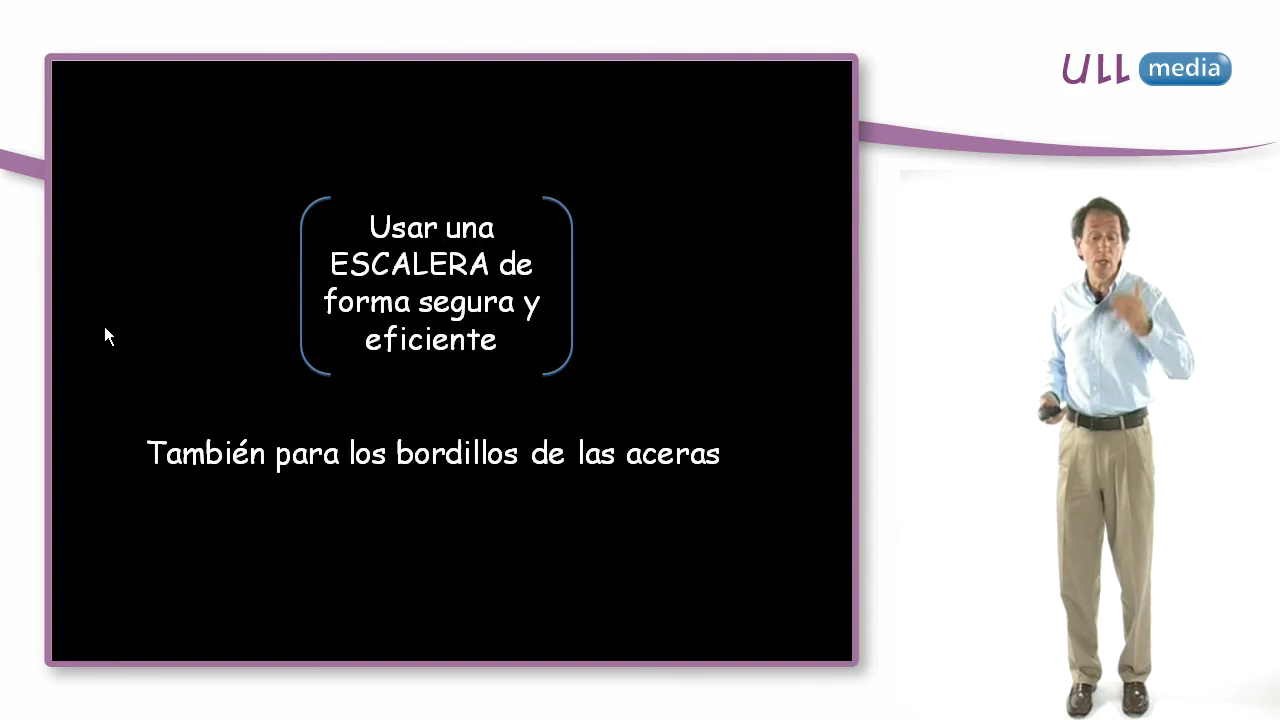 ULL media
Usar una
ESCALERA de
forma segura y
eficiente
También para los bordillos de las aceras